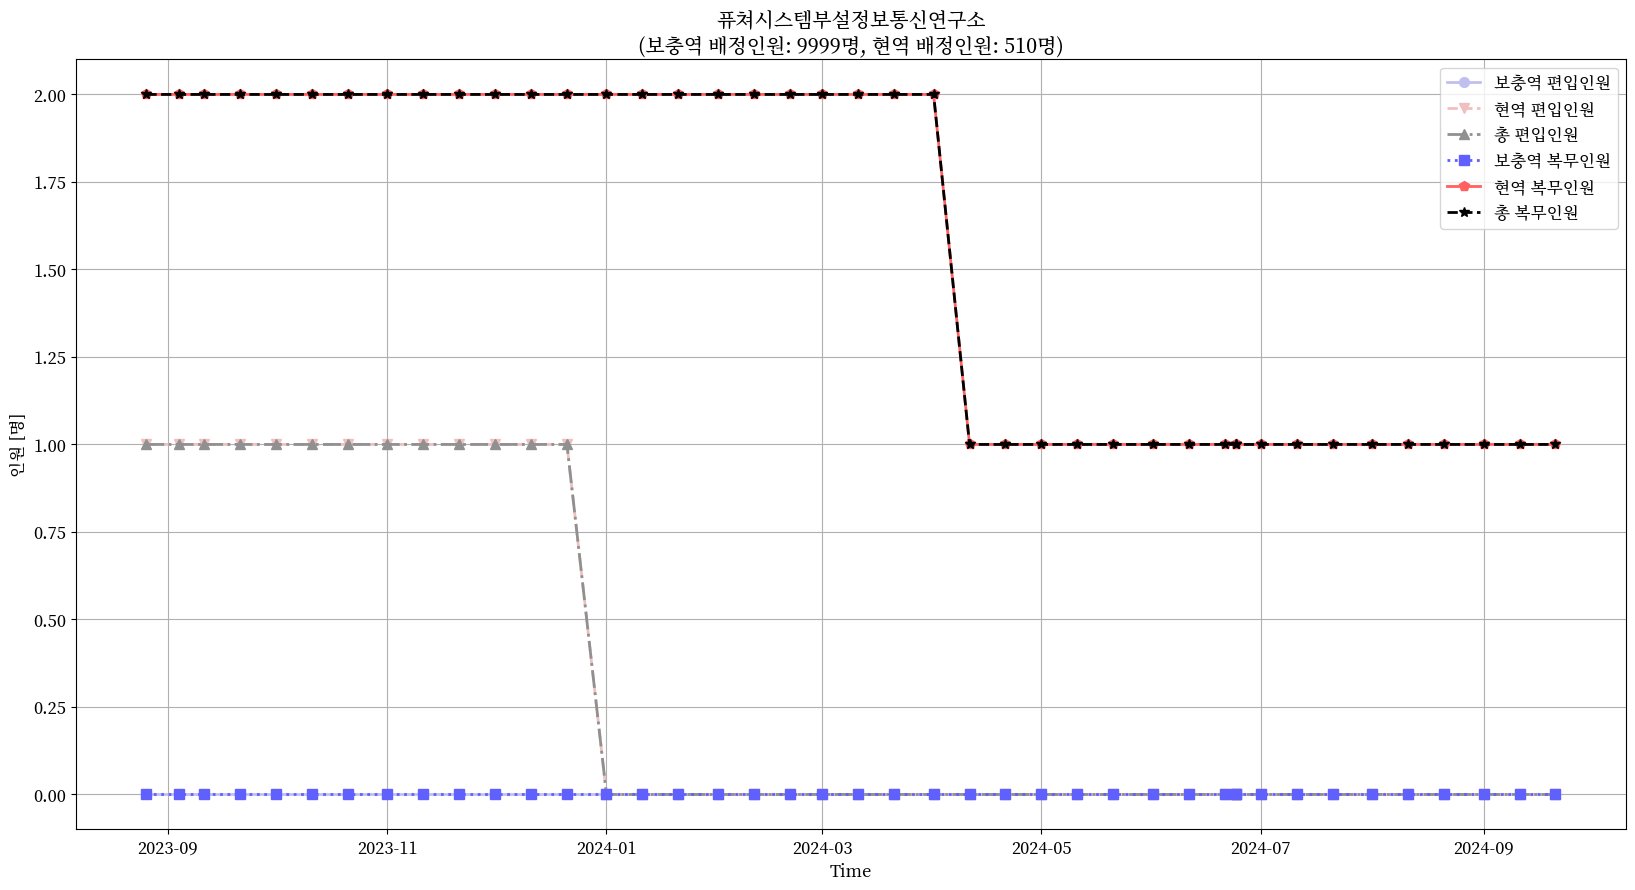 퓨쳐시스템부설정보통신연구소
(보충역 배정인원: 9999명, 현역 배정인원: 510명)
보충역 편입인원
현역 편입인원
총 편입인원
보충역 복무인원
현역 복무인원
총 복무인원
인원 [명]
2.00
1.75
1.50
1.25
1.00
0.75
0.50
0.25
0.00
2023-09
2023-11
2024-01
2024-03
2024-05
2024-07
2024-09
Time